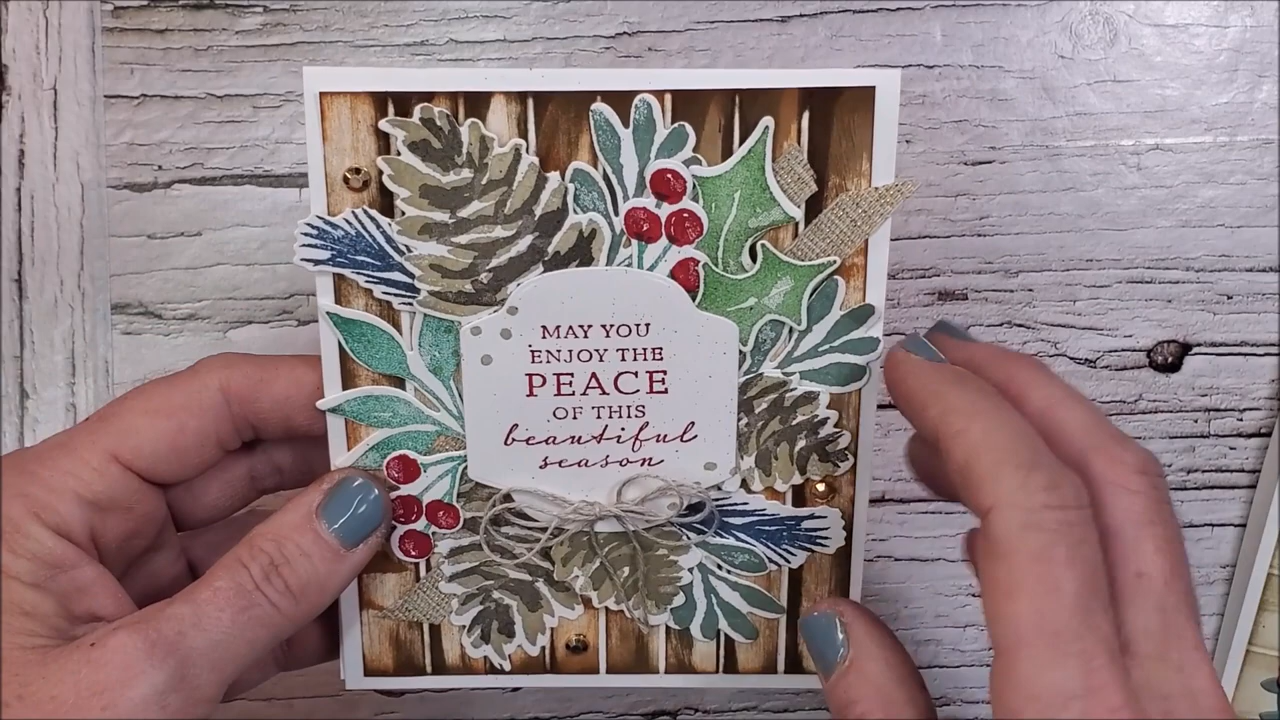 MAY YOU
ENJOY THE
PEACE
OF THIS
beautiful
season